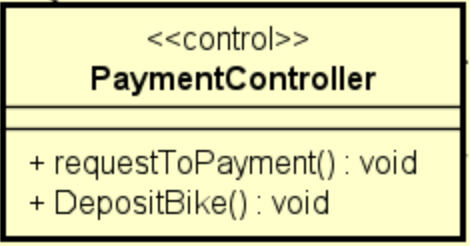 <<control>>
PaymentController
+ requestToPayment() : void
+ DepositBike() : void